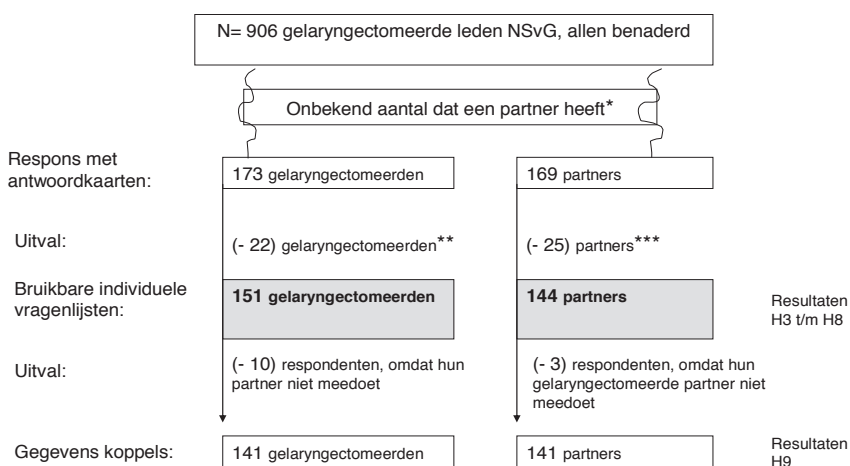 N= 906 gelaryngectomeerde leden NSvG, allen benaderd
Onbekend aantal dat een partner heeft*
Respons met
antwoordkaarten:
173 gelaryngectomeerden
169 partners
Uitval:
(- 22) gelaryngectomeerden**
(- 25) partners***
Bruikbare individuele
vragenlijsten:
151 gelaryngectomeerden
144 partners
Resultaten
H3 t/m H8
Uitval:
(- 10) respondenten, omdat hun
partner niet meedoet
(- 3) respondenten, omdat hun
gelaryngectomeerde partner niet
meedoet
Gegevens koppels:
141 gelaryngectomeerden
141 partners
Resultaten
H9